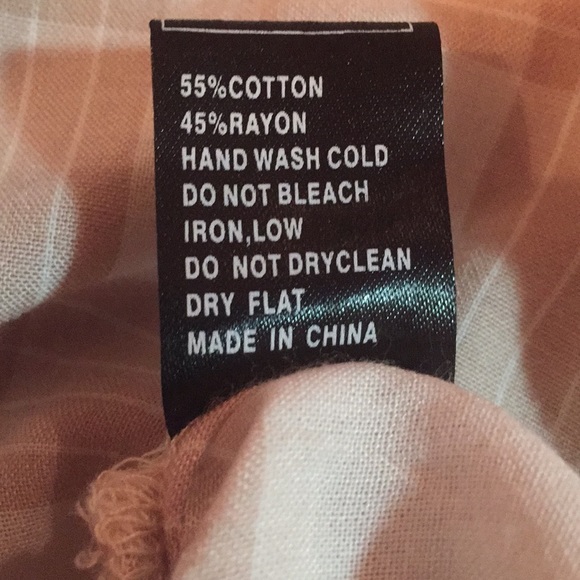 55%COTTON
45%RAYON
HAND WASH COLD
DO NOT BLEACH
IRON,LOW
DO NOT DRYCLEAN
DRY FLAT
MADE IN CHINA